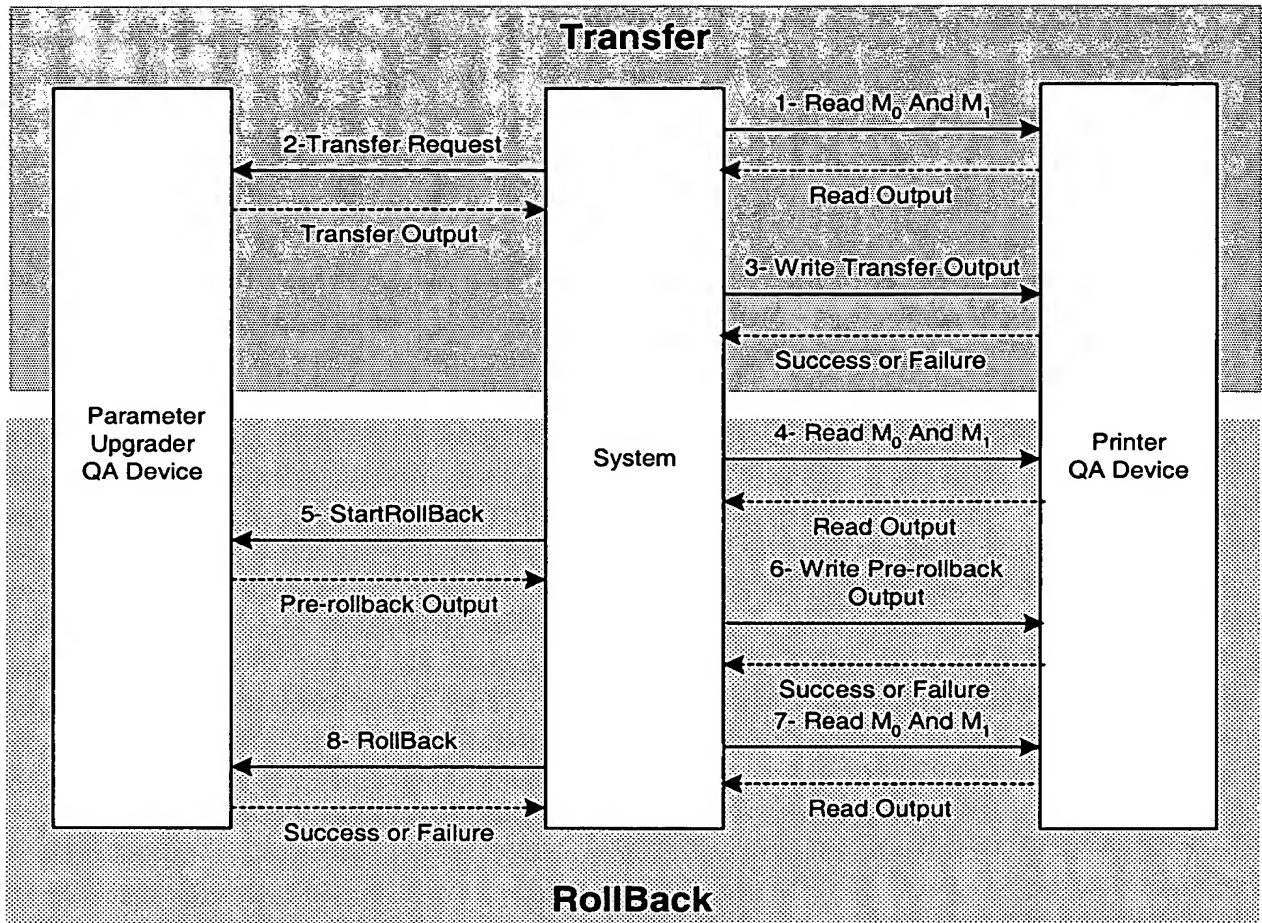 Transfer
1- Read M0 And M1
2-Transfer Request
Read Output
Transfer Output
3- Write Transfer Output
Success or Failure
Parameter
Upgrader
QA Device
System
Printer
QA Device
4- Read M0 And M1
Read Output
5- StartRollBack
Pre-rollback Output
6- Write Pre-rollback
Output
Success or Failure
7- Read M0 And M1
8- RollBack
Read Output
Success or Failure
RollBack